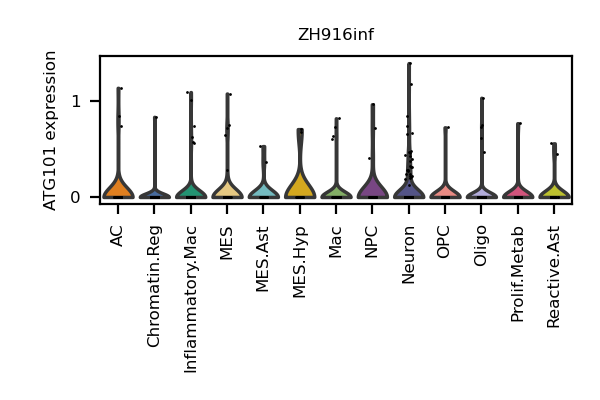 ZH916inf
ATG101 expression
1
0
AC
Chromatin.Reg
Inflammatory.Mac
MES
MES.Ast
MES.Hyp
Mac
NPC
Neuron
OPC
Oligo
Prolif.Metab
Reactive.Ast